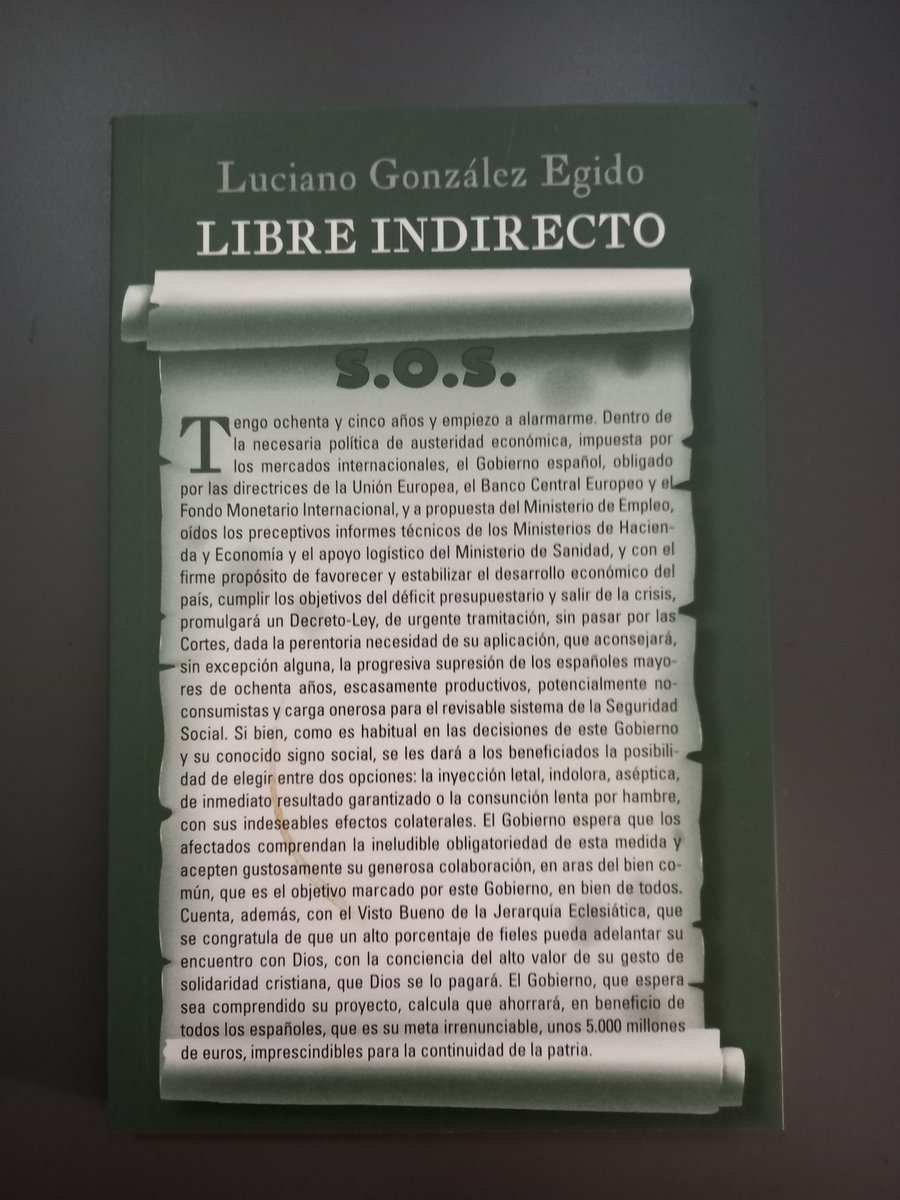 Luciano González Egido
LIBRE INDIRECTO
S.O.S.
Tengo ochenta y cinco años y empiezo a alarmarme. Dentro de
la necesaria política de austeridad económica, impuesta por
los mercados internacionales, el Gobierno español, obligado
por las directrices de la Unión Europea, el Banco Central Europeo y el
Fondo Monetario Internacional, y a propuesta del Ministerio de Empleo,
oídos los preceptivos informes técnicos de los Ministerios de Hacien-
da y Economía y el apoyo logístico del Ministerio de Sanidad, y con el
firme propósito de favorecer y estabilizar el desarrollo económico del
país, cumplir los objetivos del déficit presupuestario y salir de la crisis,
promulgará un Decreto-Ley, de urgente tramitación, sin pasar por las
Cortes, dada la perentoria necesidad de su aplicación, que aconsejará,
sin excepción alguna, la progresiva supresión de los españoles mayo-
res de ochenta años, escasamente productivos, potencialmente no-
consumistas y carga onerosa para el revisable sistema de la Seguridad
Social. Si bien, como es habitual en las decisiones de este Gobierno
y su conocido signo social, se les dará a los beneficiados la posibili-
dad de elegir entre dos opciones: la inyección letal, indolora, aséptica,
de inmediato resultado garantizado o la consunción lenta por hambre,
con sus indeseables efectos colaterales. El Gobierno espera que los
afectados comprendan la ineludible obligatoriedad de esta medida y
acepten gustosamente su generosa colaboración, en aras del bien co-
mún, que es el objetivo marcado por este Gobierno, en bien de todos.
Cuenta, además, con el Visto Bueno de la Jerarquía Eclesiática, que
se congratula de que un alto porcentaje de fieles pueda adelantar su
encuentro con Dios, con la conciencia del alto valor de su gesto de
solidaridad cristiana, que Dios se lo pagará. El Gobierno, que espera
sea comprendido su proyecto, calcula que ahorrará, en beneficio de
todos los españoles, que es su meta irrenunciable, unos 5.000 millones
de euros, imprescindibles para la continuidad de la patria.